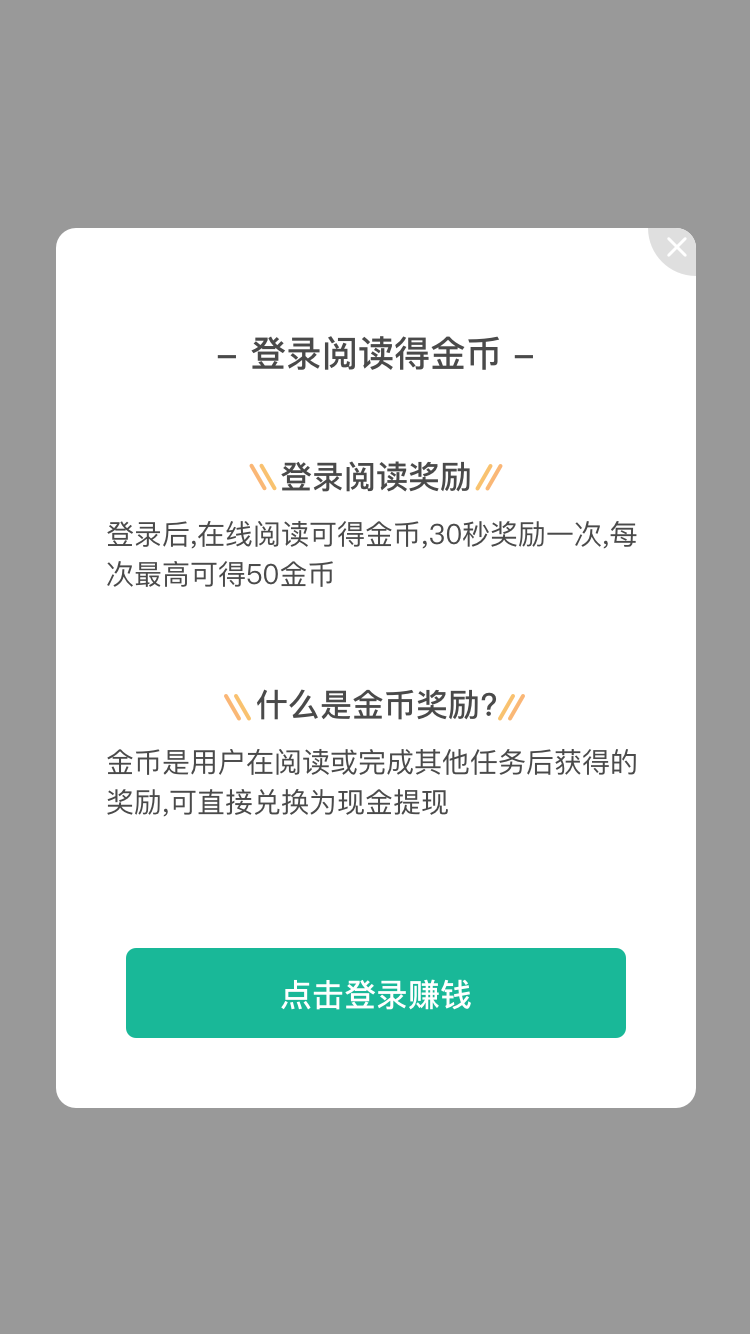 – 登录阅读得金币 –
登录阅读奖励
登录后,在线阅读可得金币,30秒奖励一次,每
次最高可得50金币
什么是金币奖励?
金币是用户在阅读或完成其他任务后获得的
奖励,可直接兑换为现金提现
点击登录赚钱